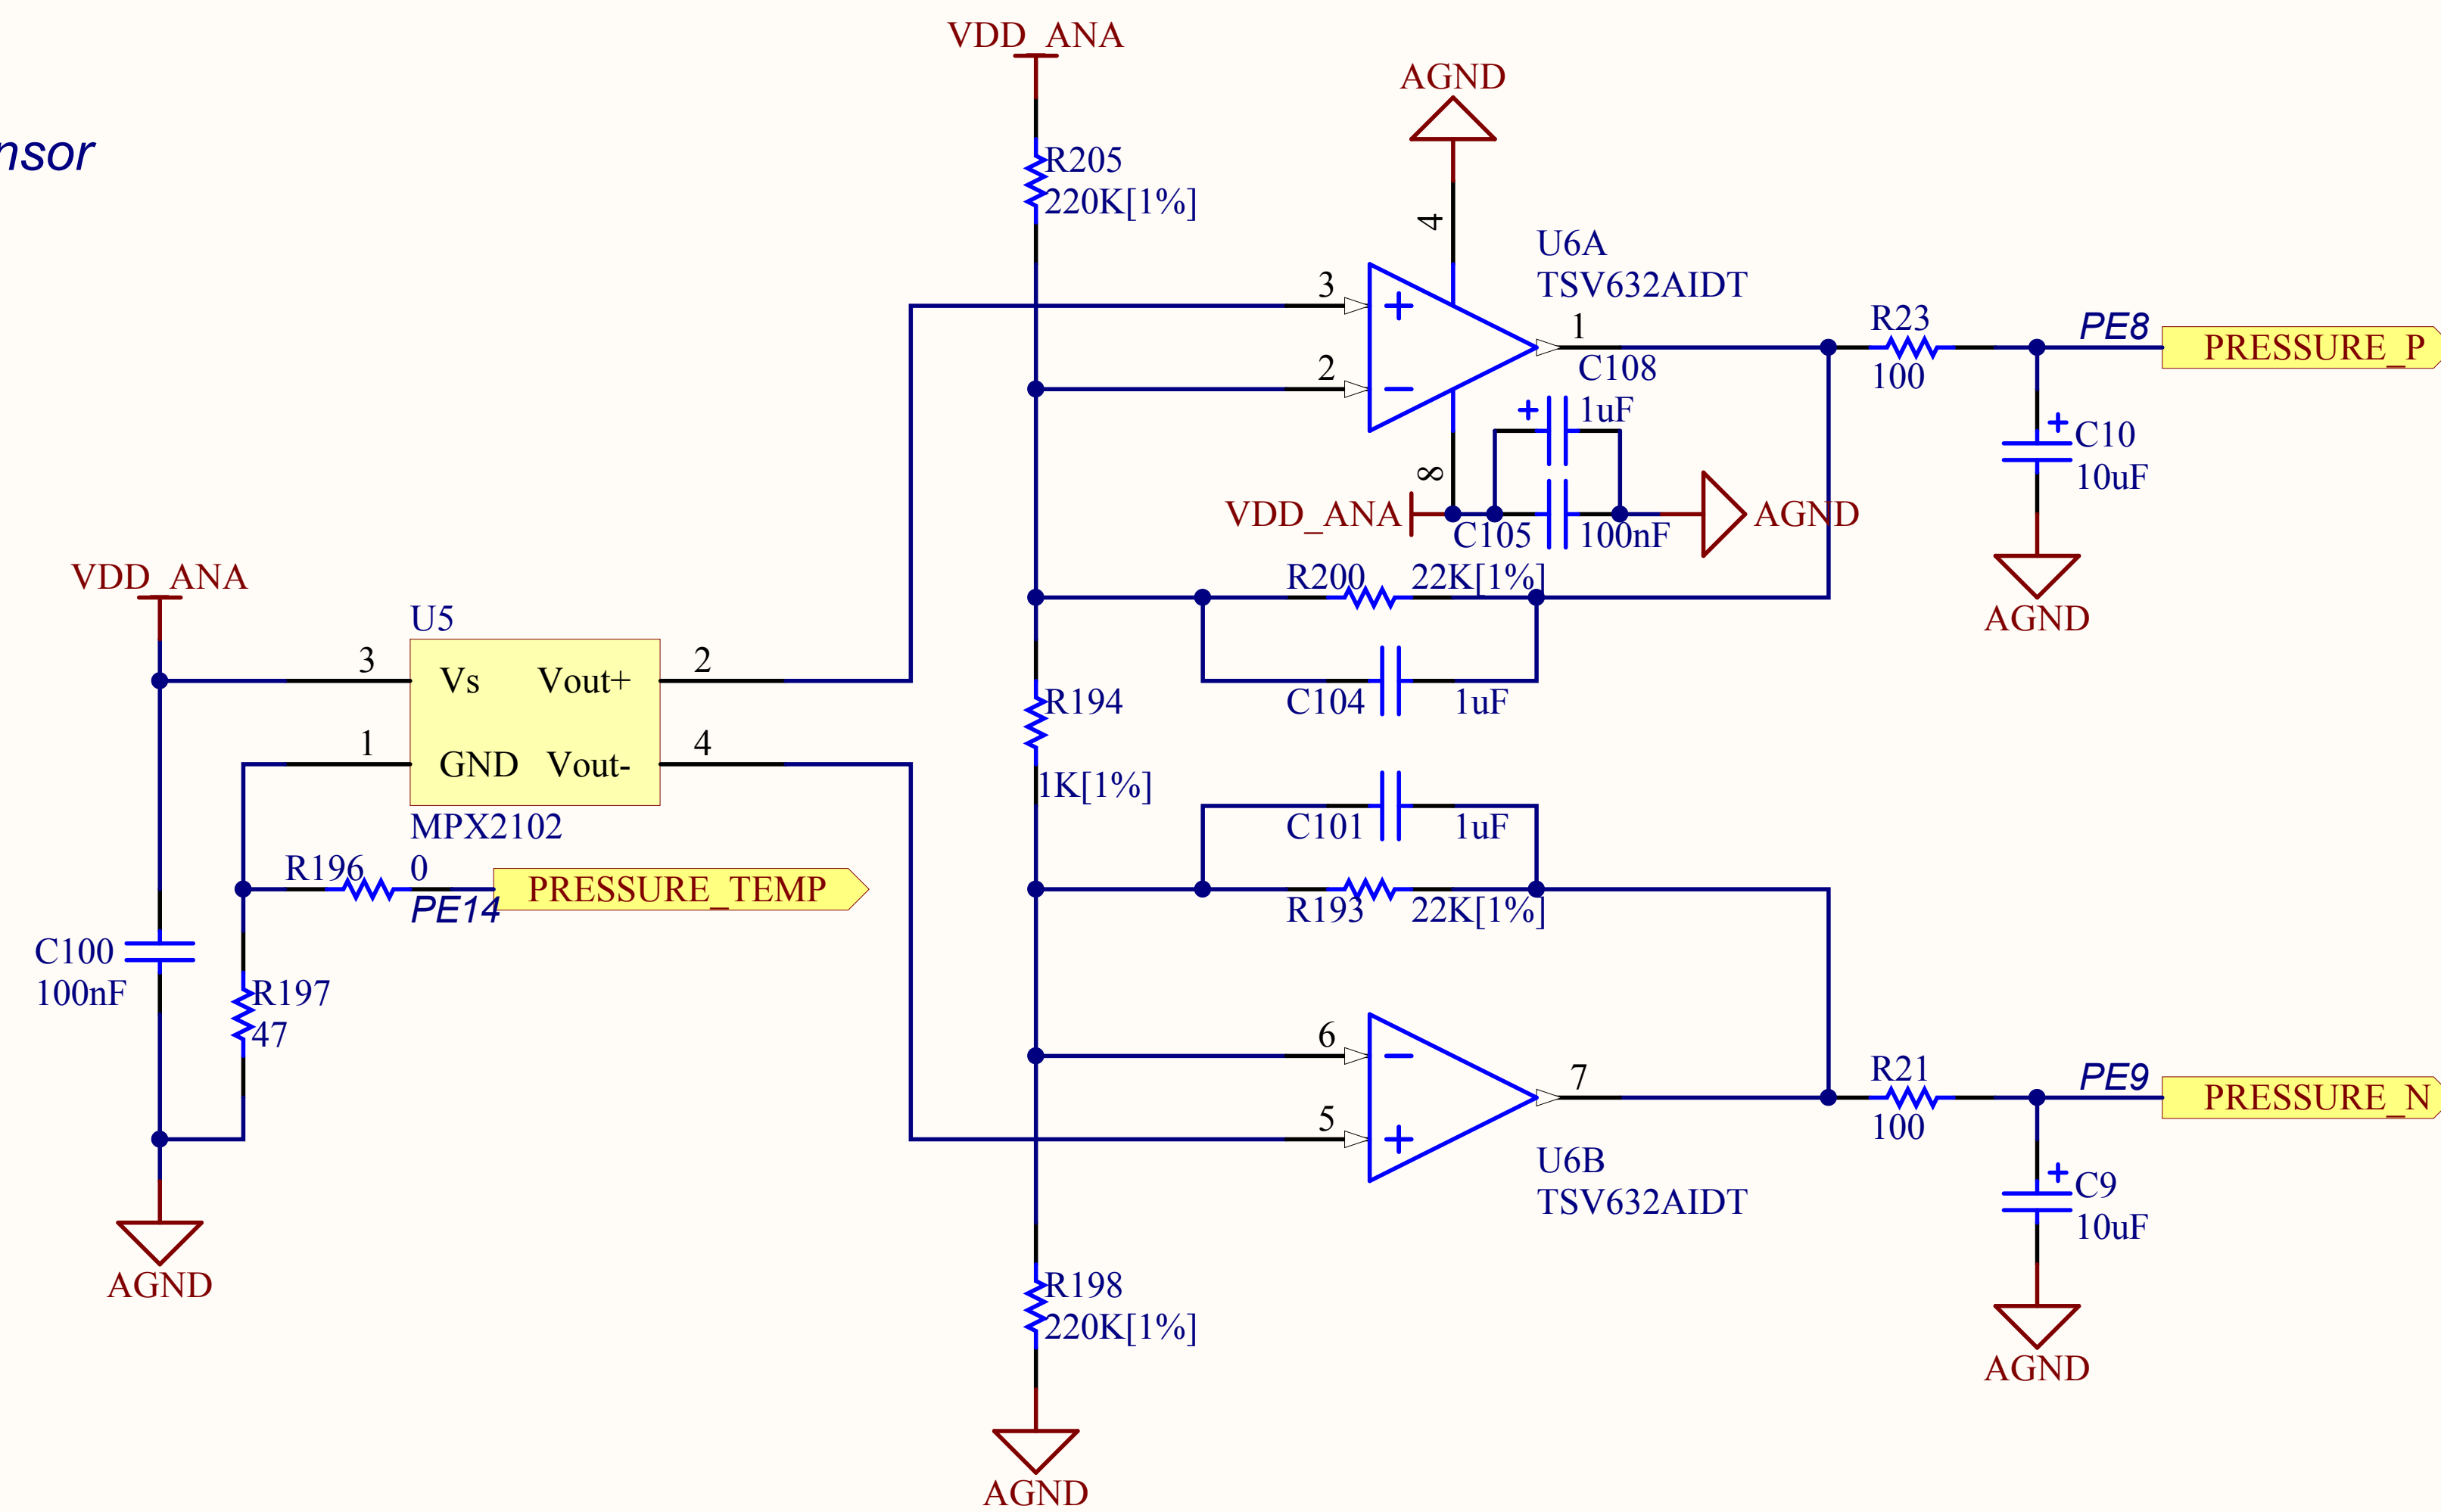 VDD_ANA
AGND
nsor
R205
220K[1%]
4
U6A
TSV632AIDT
3
2
1
R23
100
PE8
PRESSURE_P
C108
1uF
C10
10uF
8
VDD_ANA
C105
100nF
AGND
AGND
VDD_ANA
R200
22K[1%]
U5
3
Vs
Vout+
2
1
GND
Vout-
4
MPX2102
C104
1uF
R194
1K[1%]
C101
1uF
R196
0
PE14
PRESSURE_TEMP
R193
22K[1%]
C100
100nF
R197
47
6
5
7
R21
100
PE9
PRESSURE_N
U6B
TSV632AIDT
C9
10uF
AGND
R198
220K[1%]
AGND
AGND